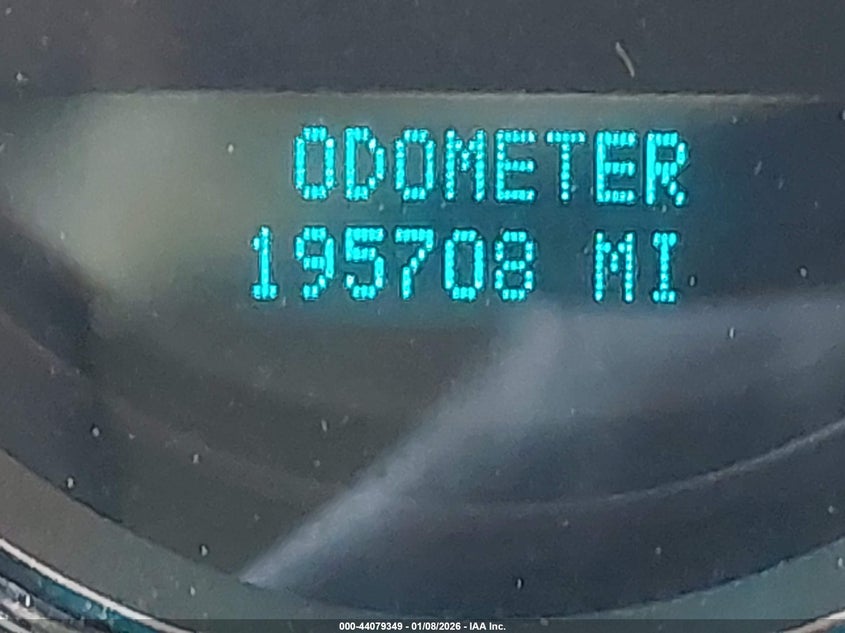 ODOMETER
195708 MI
000-44079349 - 01/08/2026 - IAA Inc.